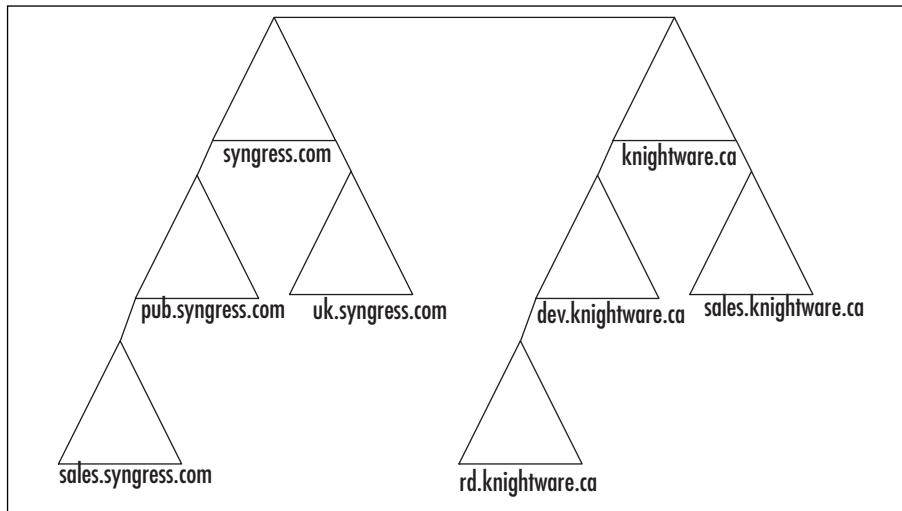 syngress.com
knightware.ca
pub.syngress.com
uk.syngress.com
dev.knightware.ca
sales.knightware.ca
sales.syngress.com
rd.knightware.ca